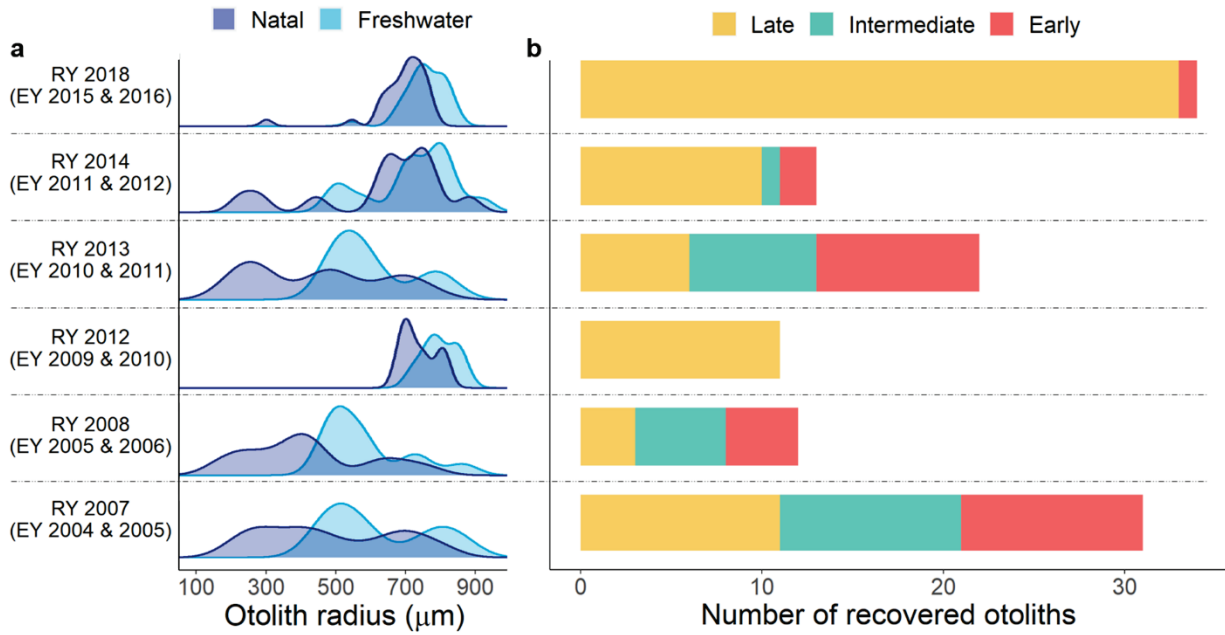 Natal Freshwater
Late Intermediate Early
a
b
RY 2018
(EY 2015 & 2016)
RY 2014
(EY 2011 & 2012)
RY 2013
(EY 2010 & 2011)
RY 2012
(EY 2009 & 2010)
RY 2008
(EY 2005 & 2006)
RY 2007
(EY 2004 & 2005)
100 300 500 700 900
0 10 20 30
Otolith radius (μm)
Number of recovered otoliths